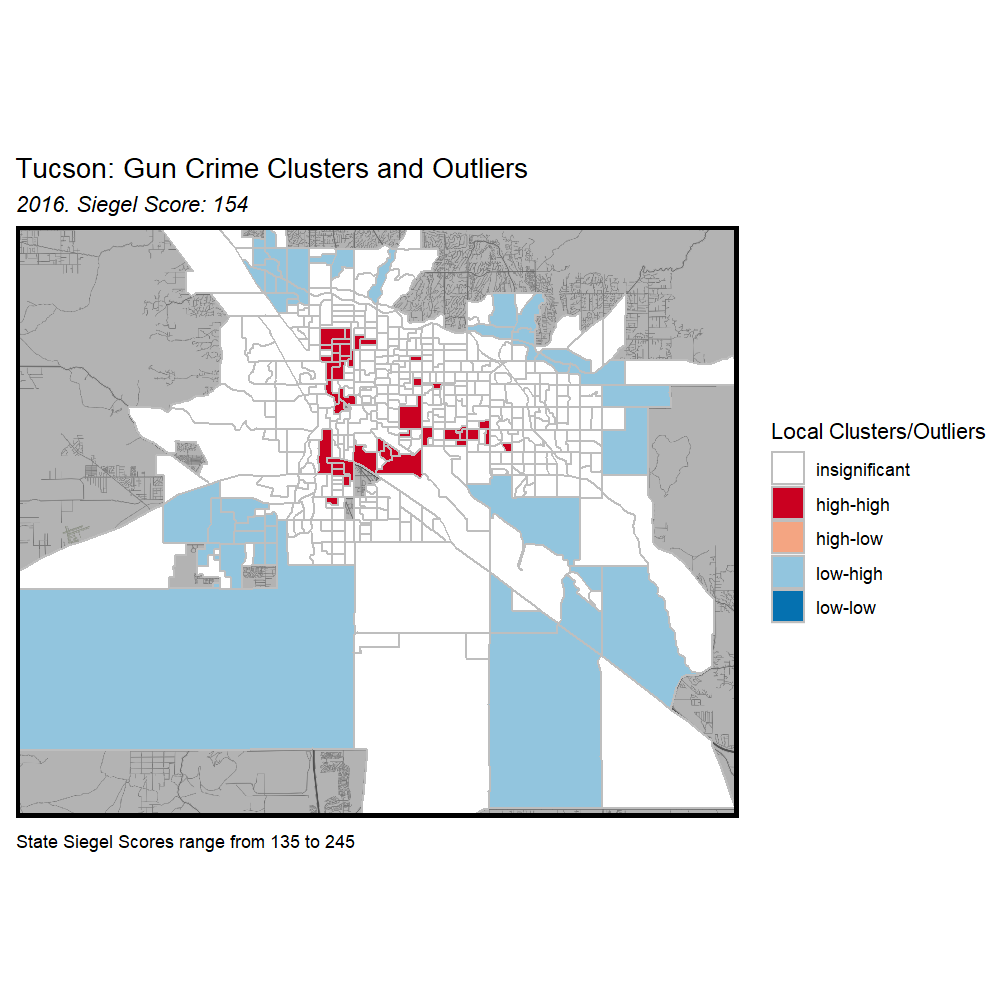 Tucson: Gun Crime Clusters and Outliers
2016. Siegel Score: 154
Local Clusters/Outliers
insignificant
high-high
high-low
low-high
low-low
State Siegel Scores range from 135 to 245